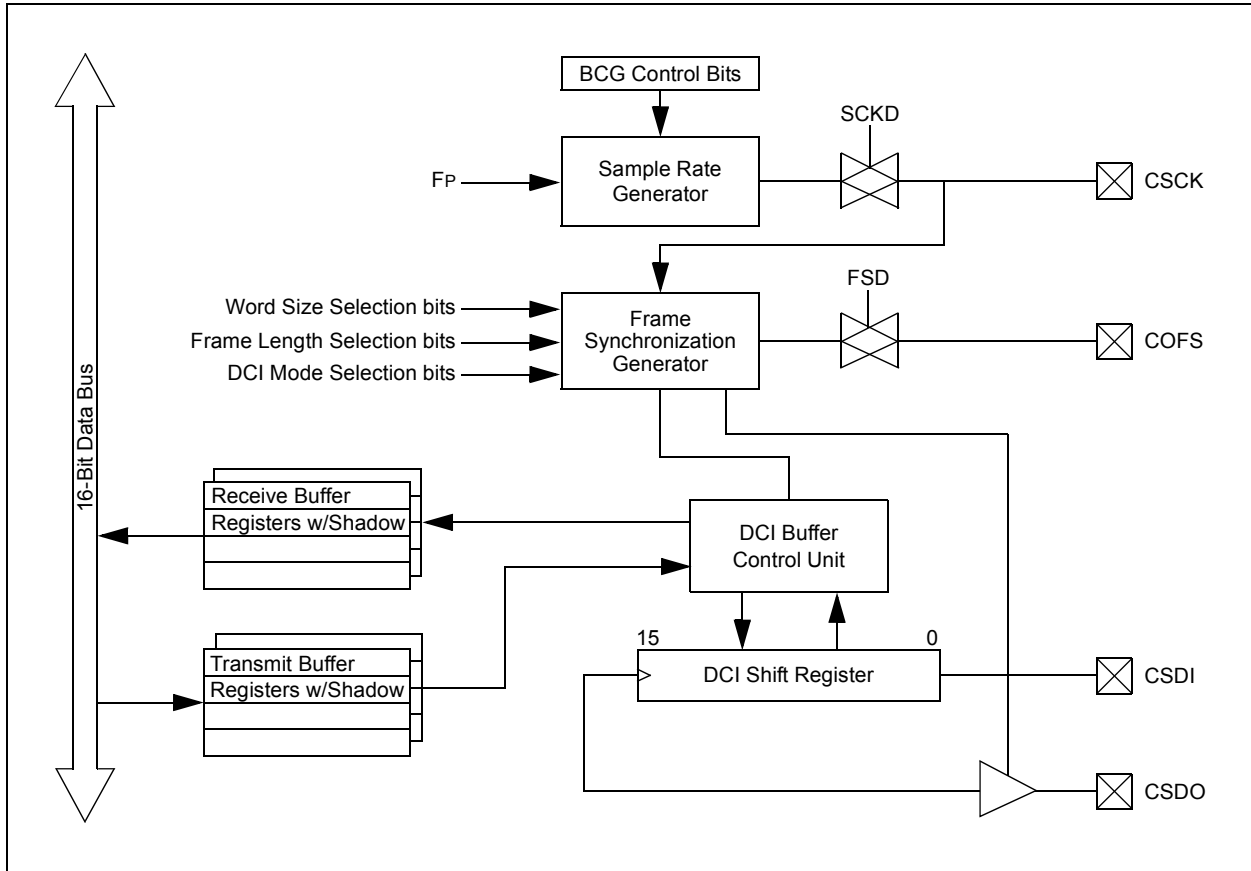 BCG Control Bits
SCKD
FP
Sample Rate
Generator
CSCK
FSD
Word Size Selection bits
Frame Length Selection bits
DCI Mode Selection bits
Frame
Synchronization
Generator
COFS
16-Bit Data Bus
Receive Buffer
Registers w/Shadow
DCI Buffer
Control Unit
Transmit Buffer
Registers w/Shadow
15
0
DCI Shift Register
CSDI
CSDO